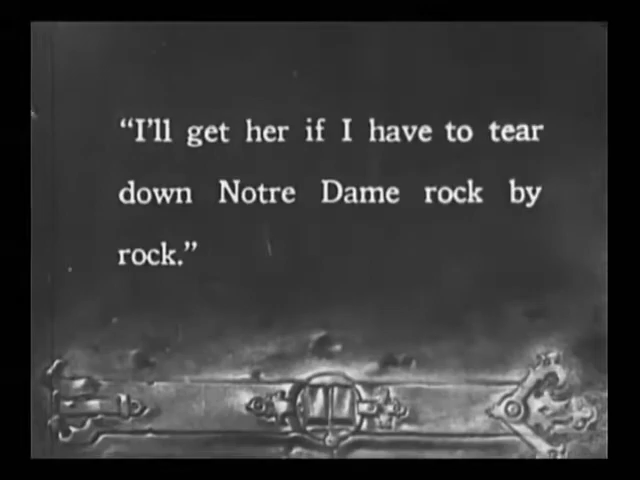 “I’ll get her if I have to tear
down Notre Dame rock by
rock.”